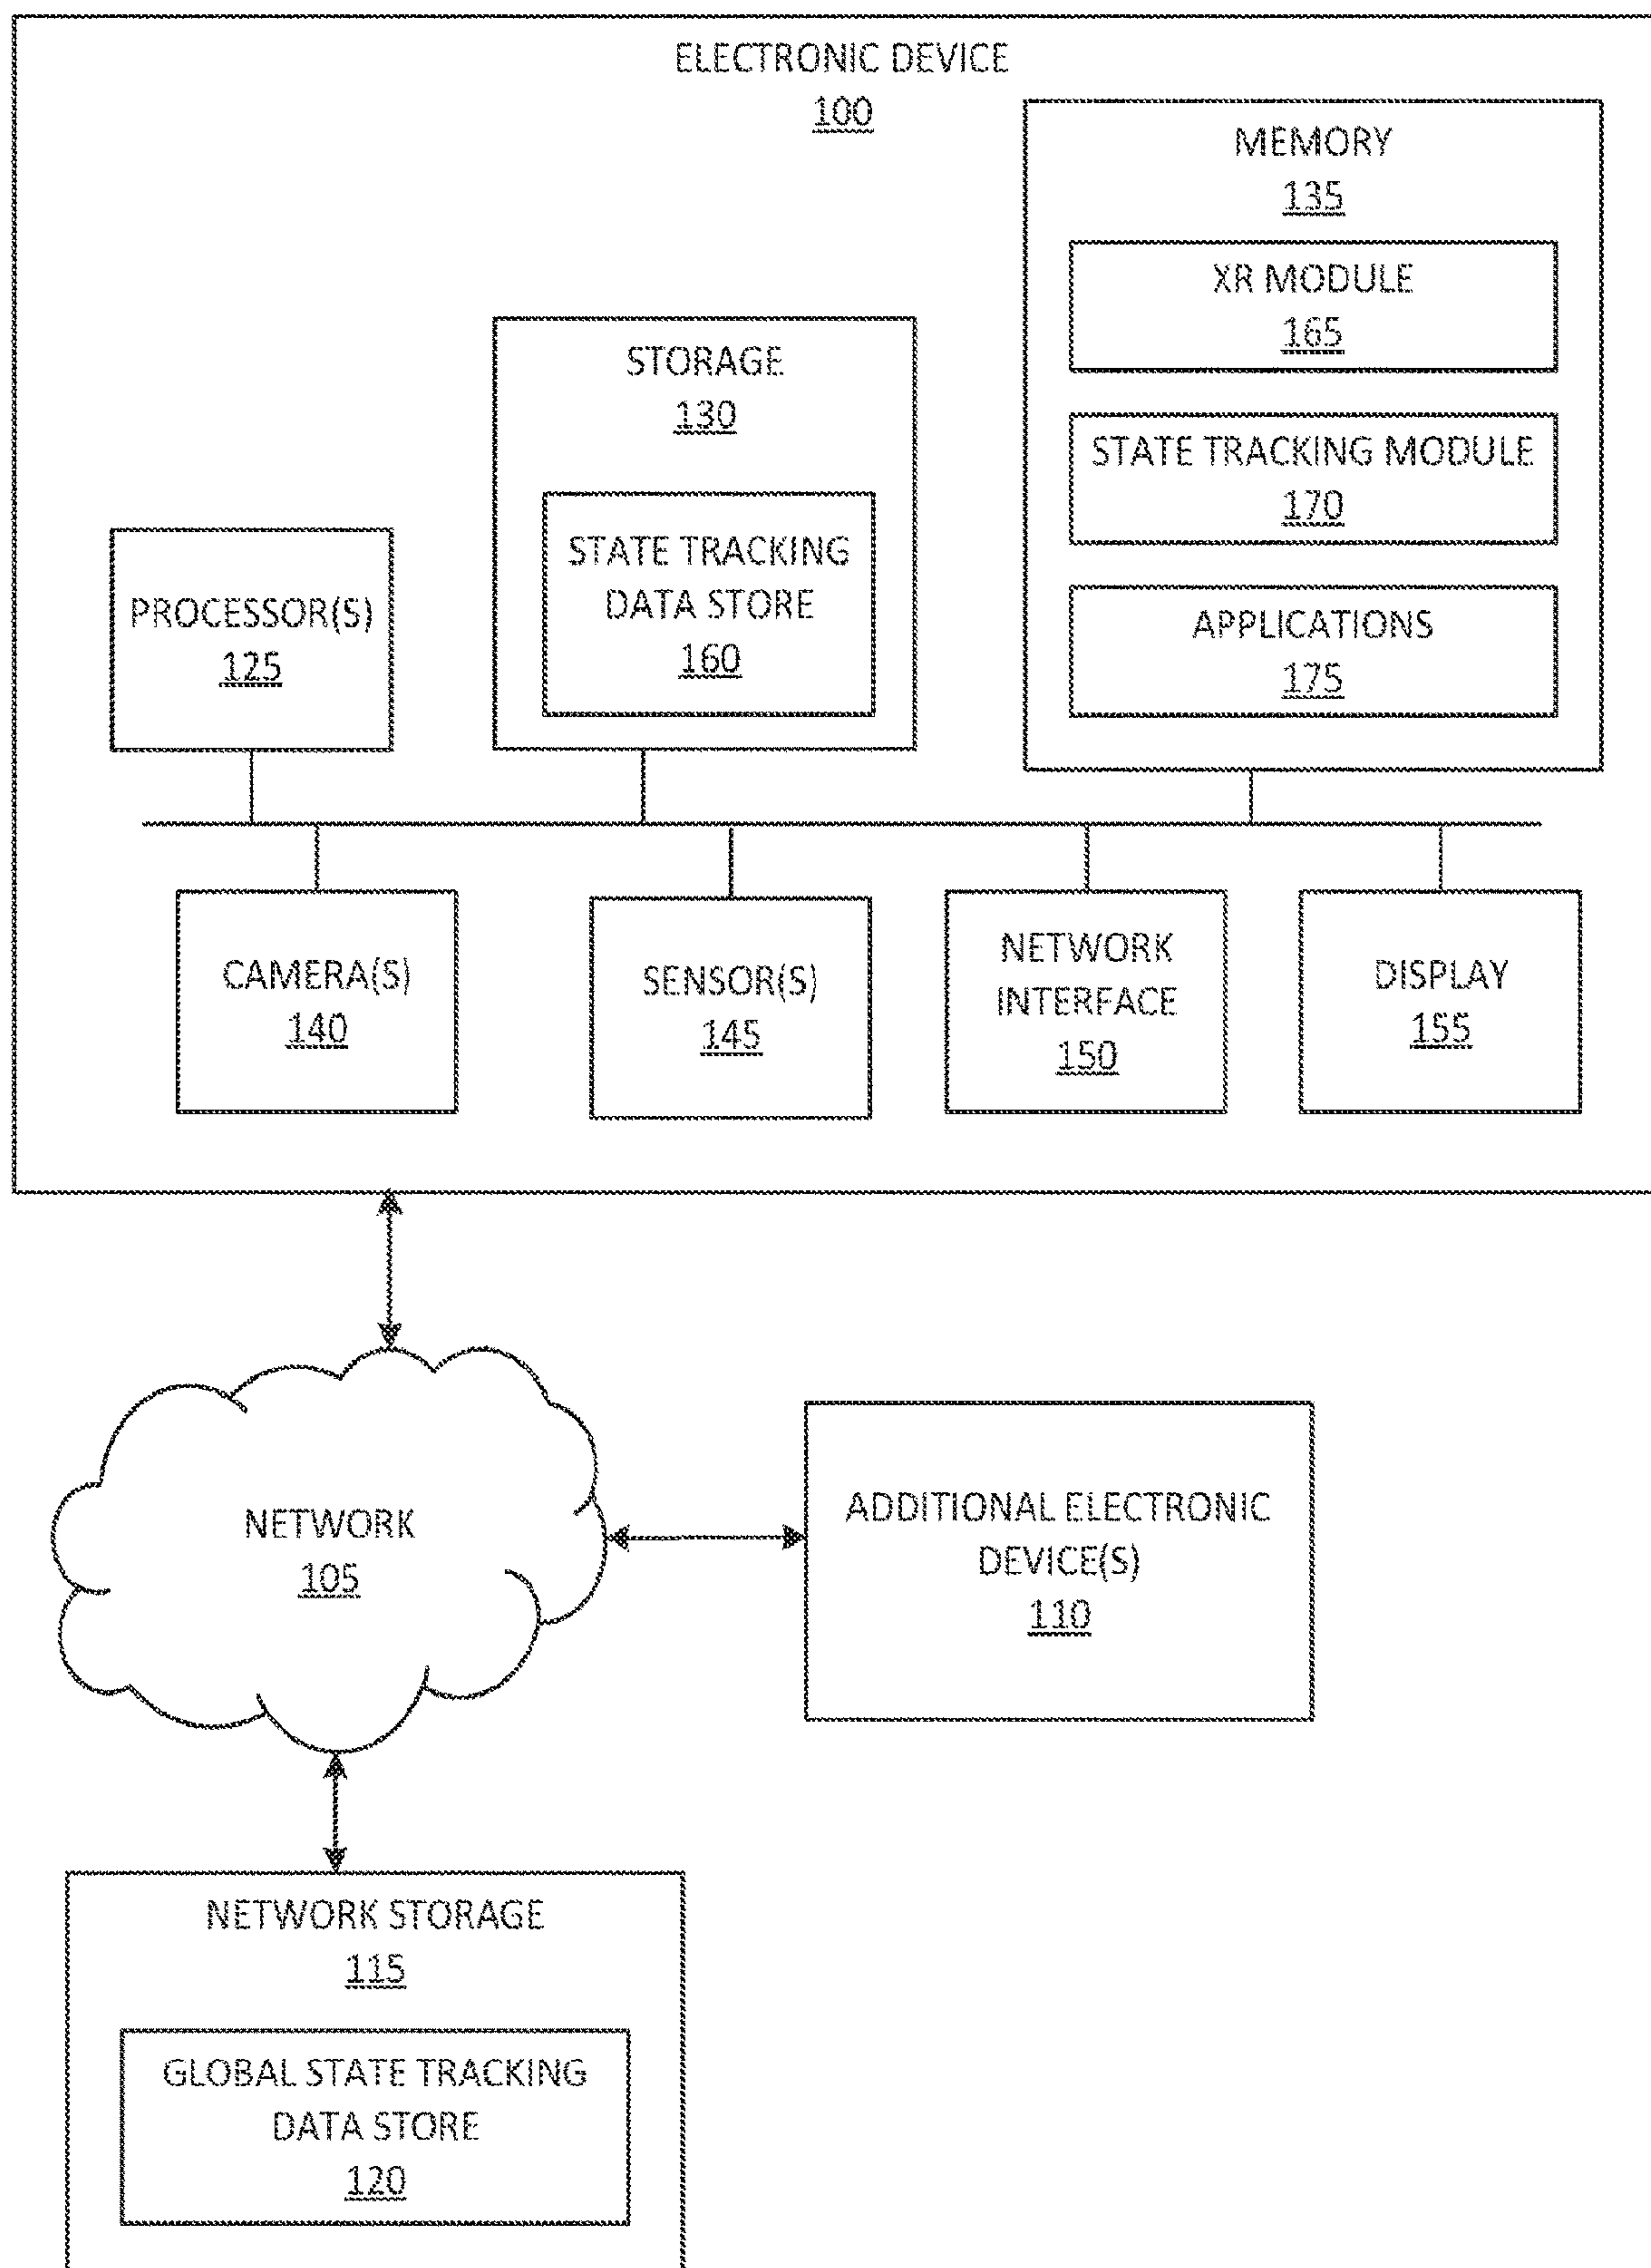 ELECTRONIC DEVICE
100
MEMORY
135
XR MODULE
165
STATE TRACKING MODULE
170
APPLICATIONS
175
STORAGE
130
STATE TRACKING
DATA STORE
160
PROCESSOR(S)
125
CAMERA(S)
140
SENSOR(S)
145
NETWORK
INTERFACE
150
DISPLAY
155
NETWORK
105
ADDITIONAL ELECTRONIC
DEVICE(S)
110
NETWORK STORAGE
115
GLOBAL STATE TRACKING
DATA STORE
120